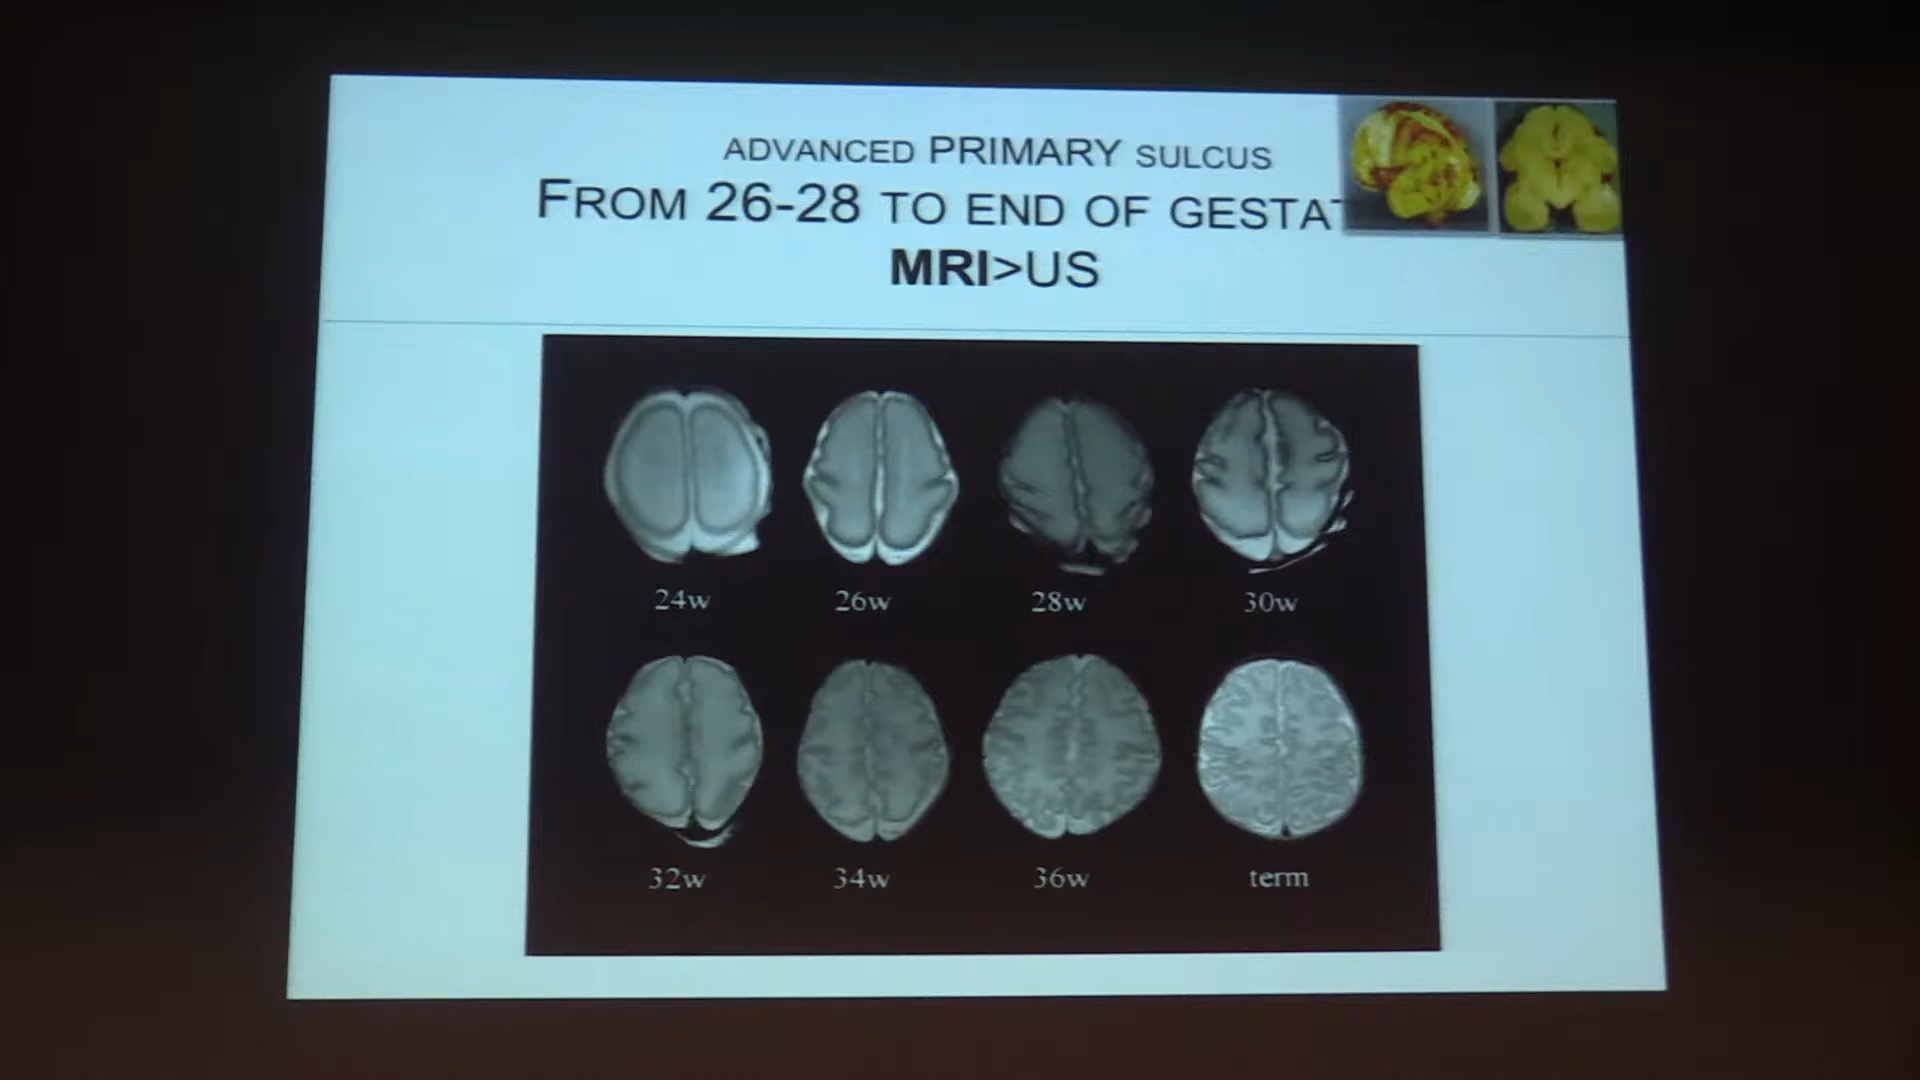 ADVANCED PRIMARY SULCUS
FROM 26-28 TO END OF GESTAT
MRI>US
24w 26w 28w 30w
32w 34w 36w term